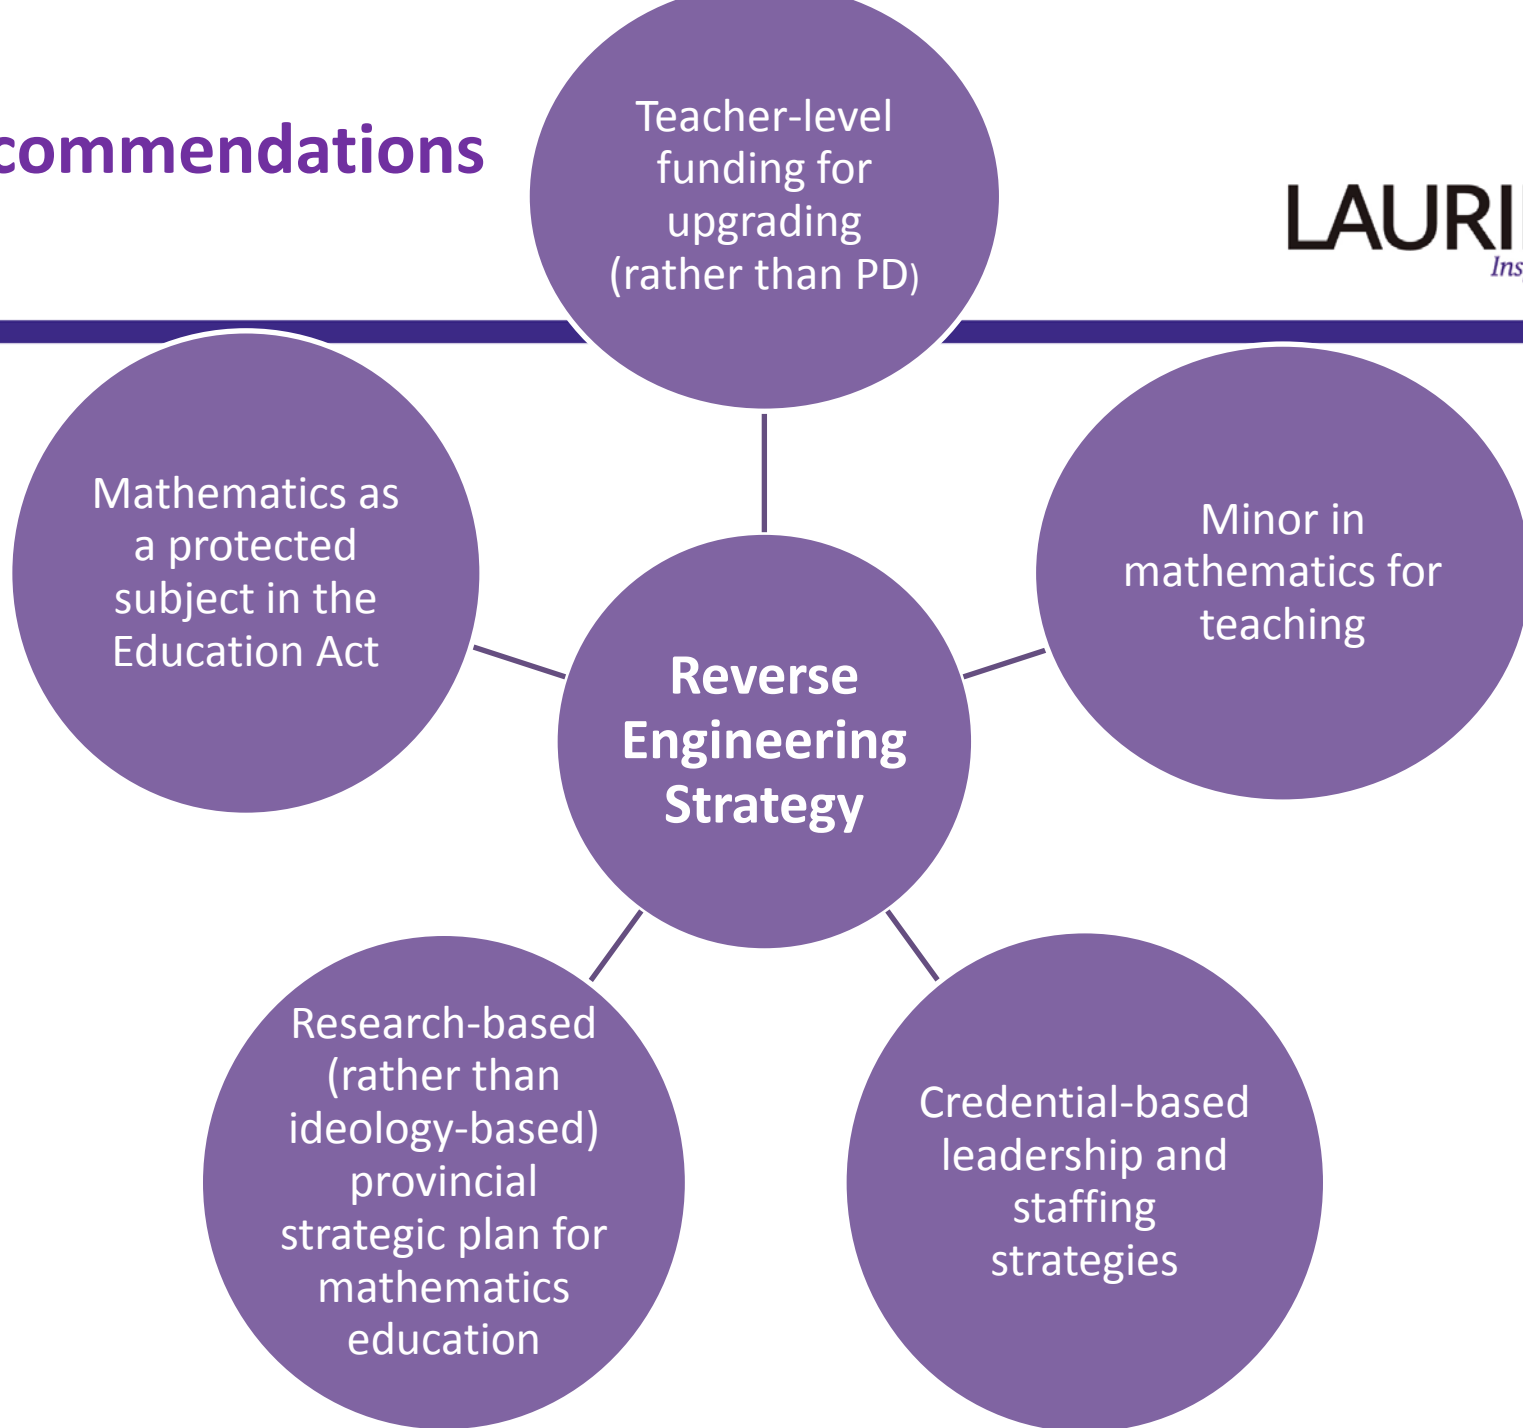 commendations
LAURI
Ins
Teacher-level
funding for
upgrading
(rather than PD)
Mathematics as
a protected
subject in the
Education Act
Minor in
mathematics for
teaching
Reverse
Engineering
Strategy
Research-based
(rather than
ideology-based)
provincial
strategic plan for
mathematics
education
Credential-based
leadership and
staffing
strategies